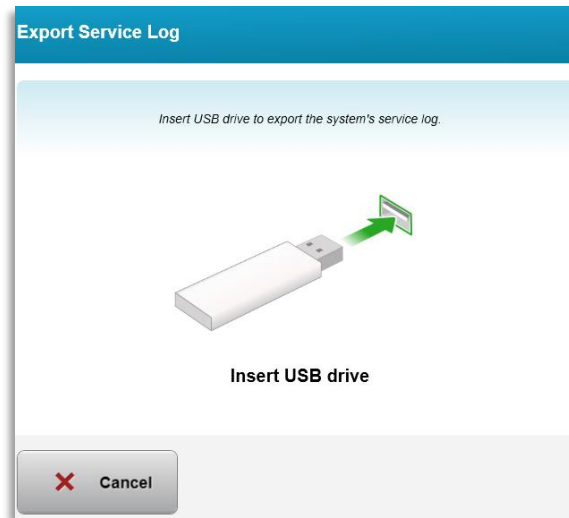 Export Service Log
Insert USB drive to export the system's service log.
Insert USB drive
Cancel